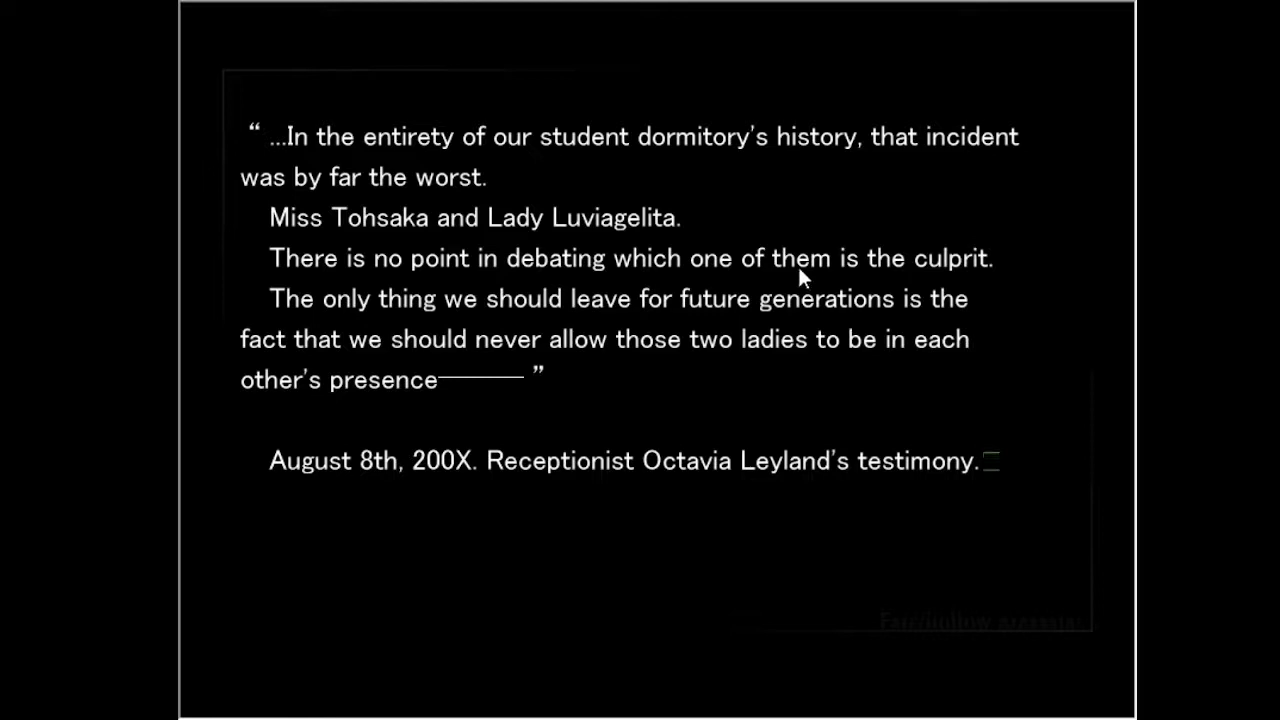 “ ...In the entirety of our student dormitory’s history, that incident
was by far the worst.
Miss Tohsaka and Lady Luviagelita.
There is no point in debating which one of them is the culprit.
The only thing we should leave for future generations is the
fact that we should never allow those two ladies to be in each
other’s presence――― ”
August 8th, 200X. Receptionist Octavia Leyland’s testimony.